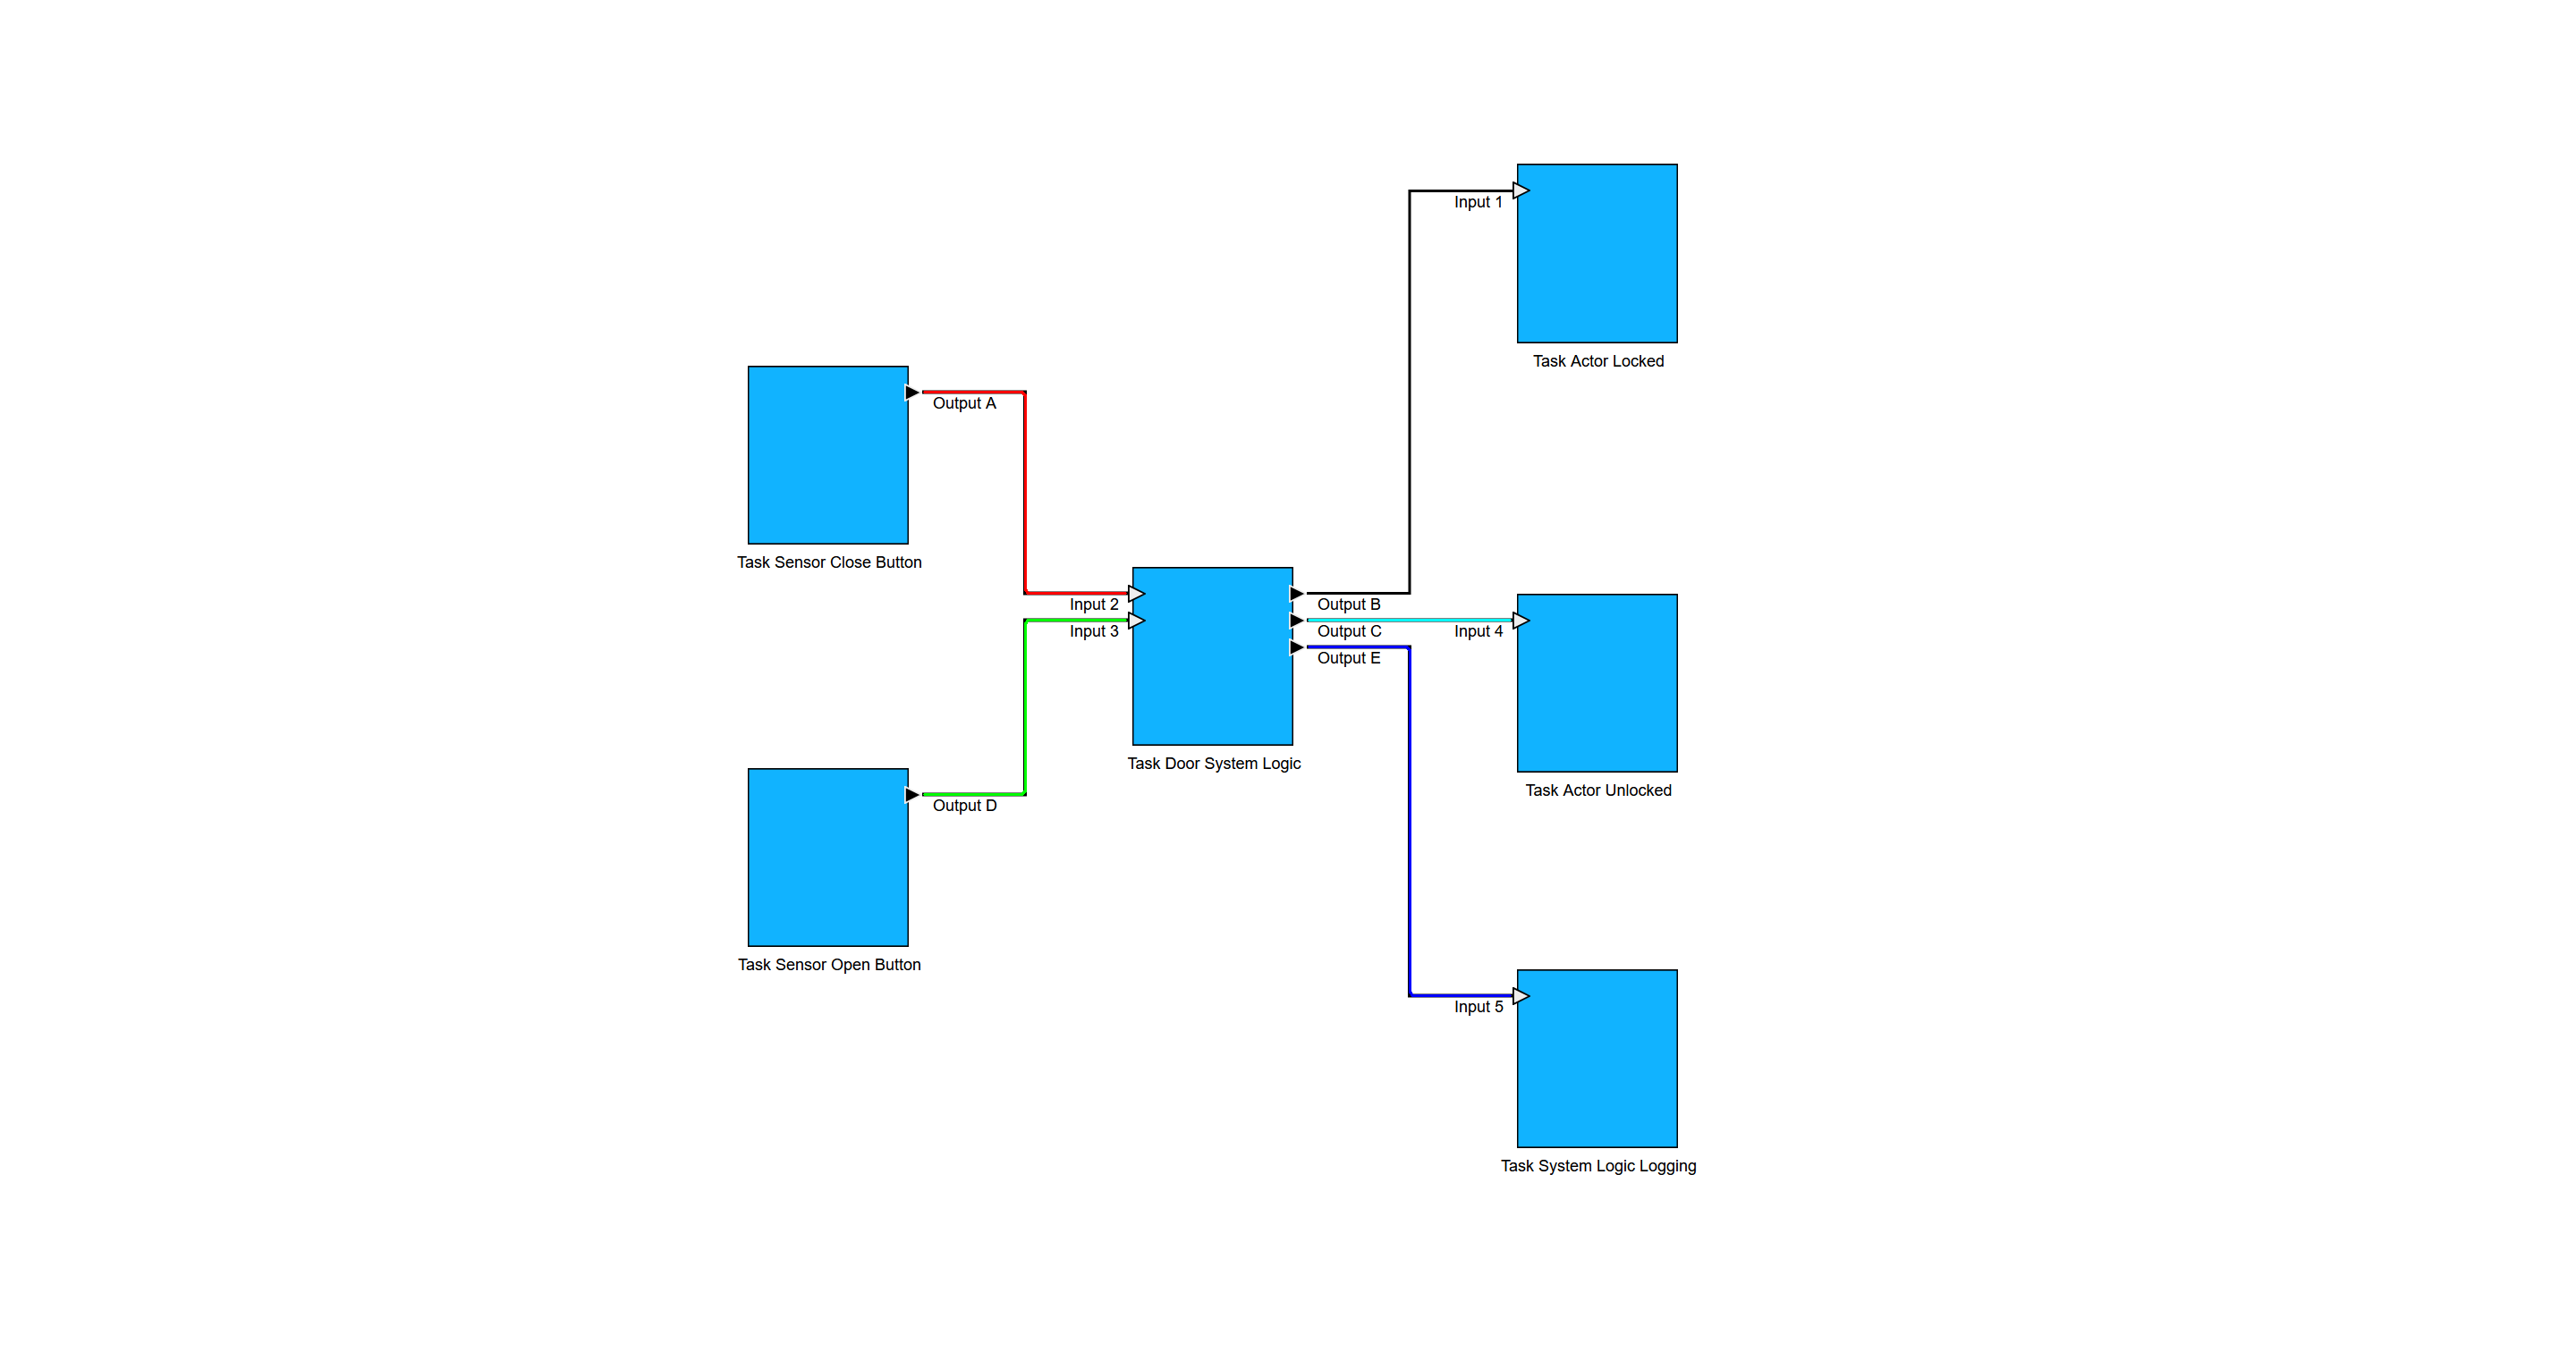 Input 1
Task Actor Locked
Output A
Task Sensor Close Button
Input 2
Input 3
Output B
Output C
Output E
Input 4
Task Door System Logic
Task Actor Unlocked
Output D
Task Sensor Open Button
Input 5
Task System Logic Logging